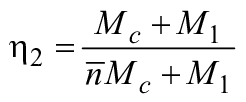 η₂ = (M_c + M₁) / (n̅M_c + M₁)